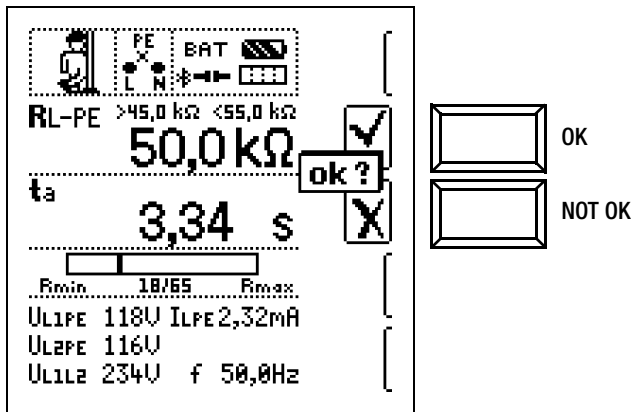 PE
BAT
L N
RL-PE >45,0 kΩ <55,0 kΩ
50,0 kΩ
ok ?
OK
NOT OK
ta
3,34 s
Rmin 18/65 Rmax
UL1PE 118V ILPE 2,32mA
UL2PE 116V
UL1L2 234V f 50,0Hz